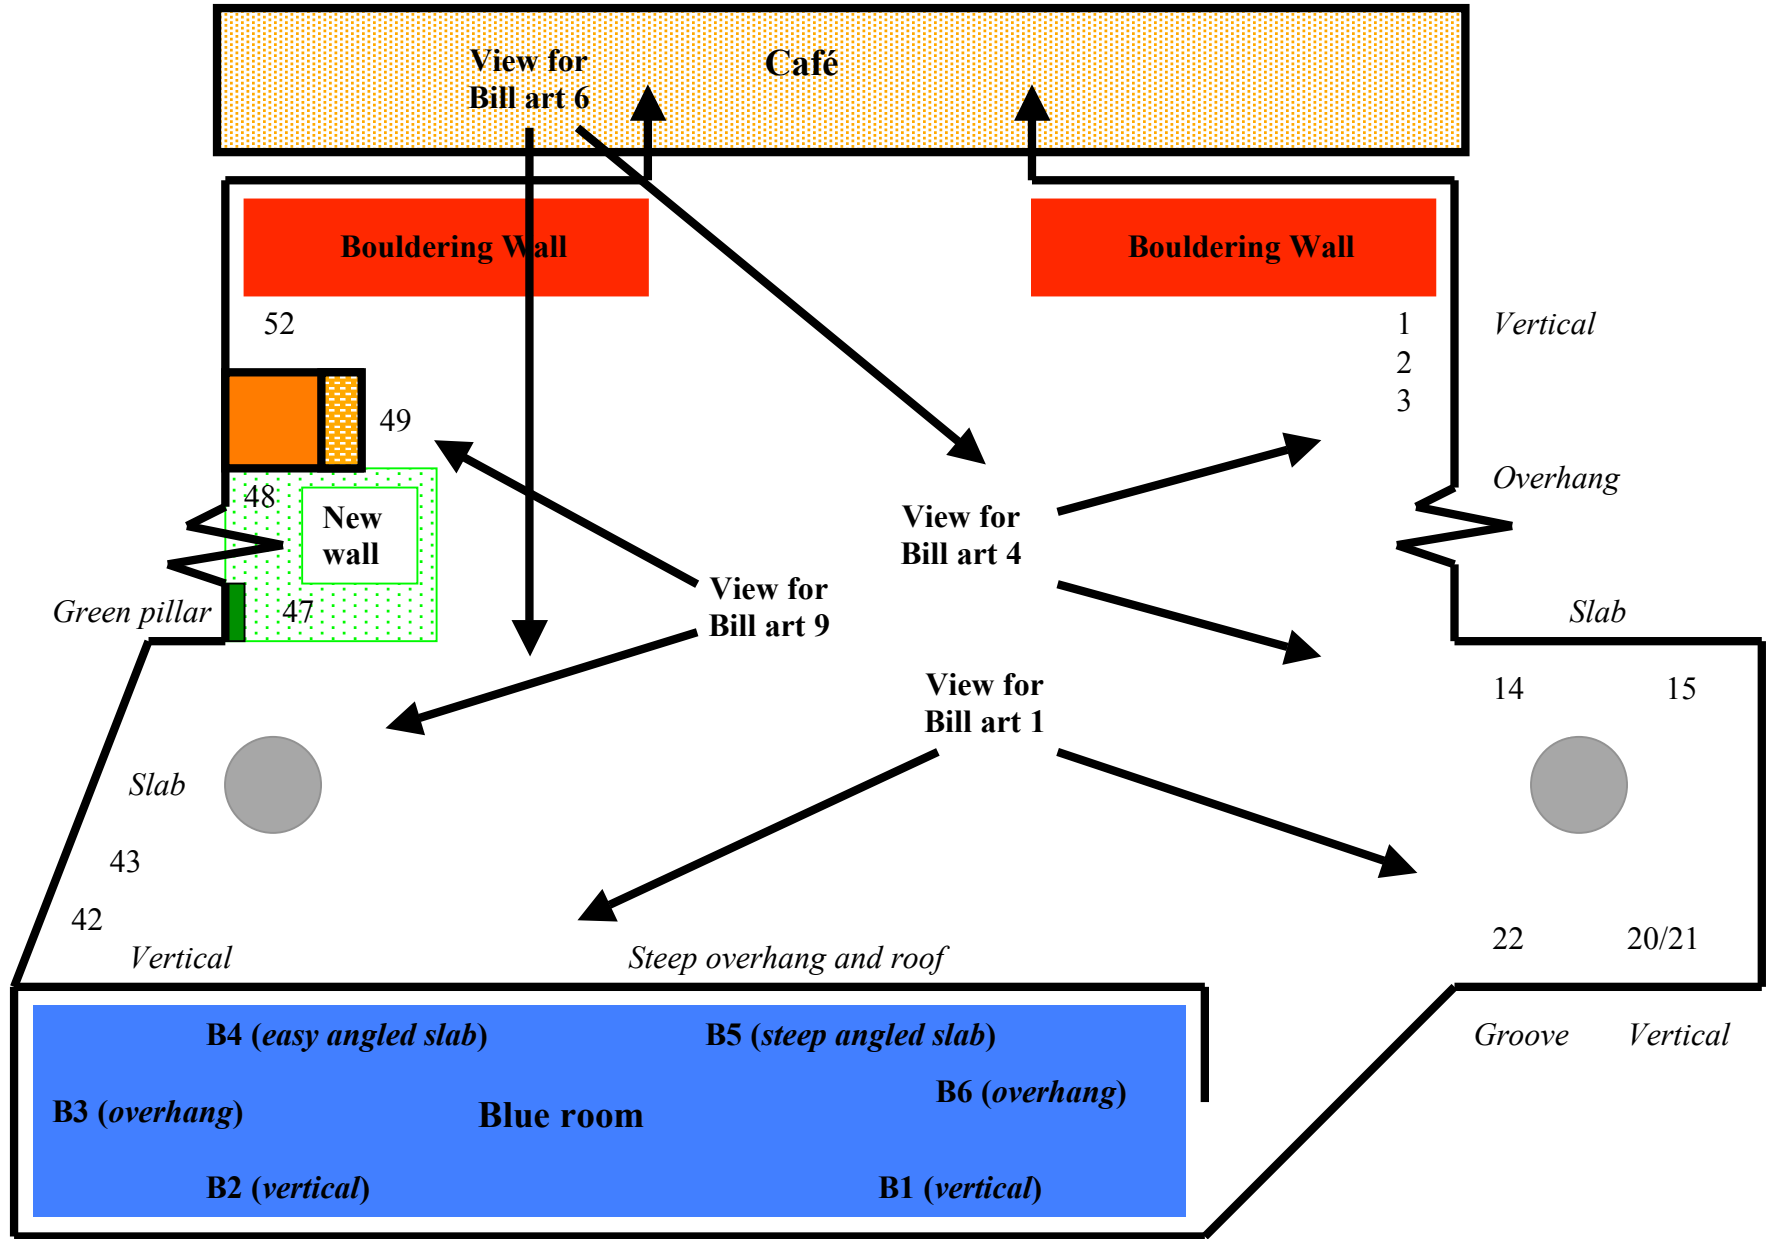 View for
Bill art 6
Café
Bouldering Wall
Bouldering Wall
52
1
Vertical
2
3
49
48
Overhang
New
wall
View for
Bill art 4
Green pillar
47
View for
Bill art 9
Slab
View for
Bill art 1
14
15
Slab
43
42
22
20/21
Vertical
Steep overhang and roof
B4 (easy angled slab)
B5 (steep angled slab)
Groove
Vertical
B3 (overhang)
Blue room
B6 (overhang)
B2 (vertical)
B1 (vertical)